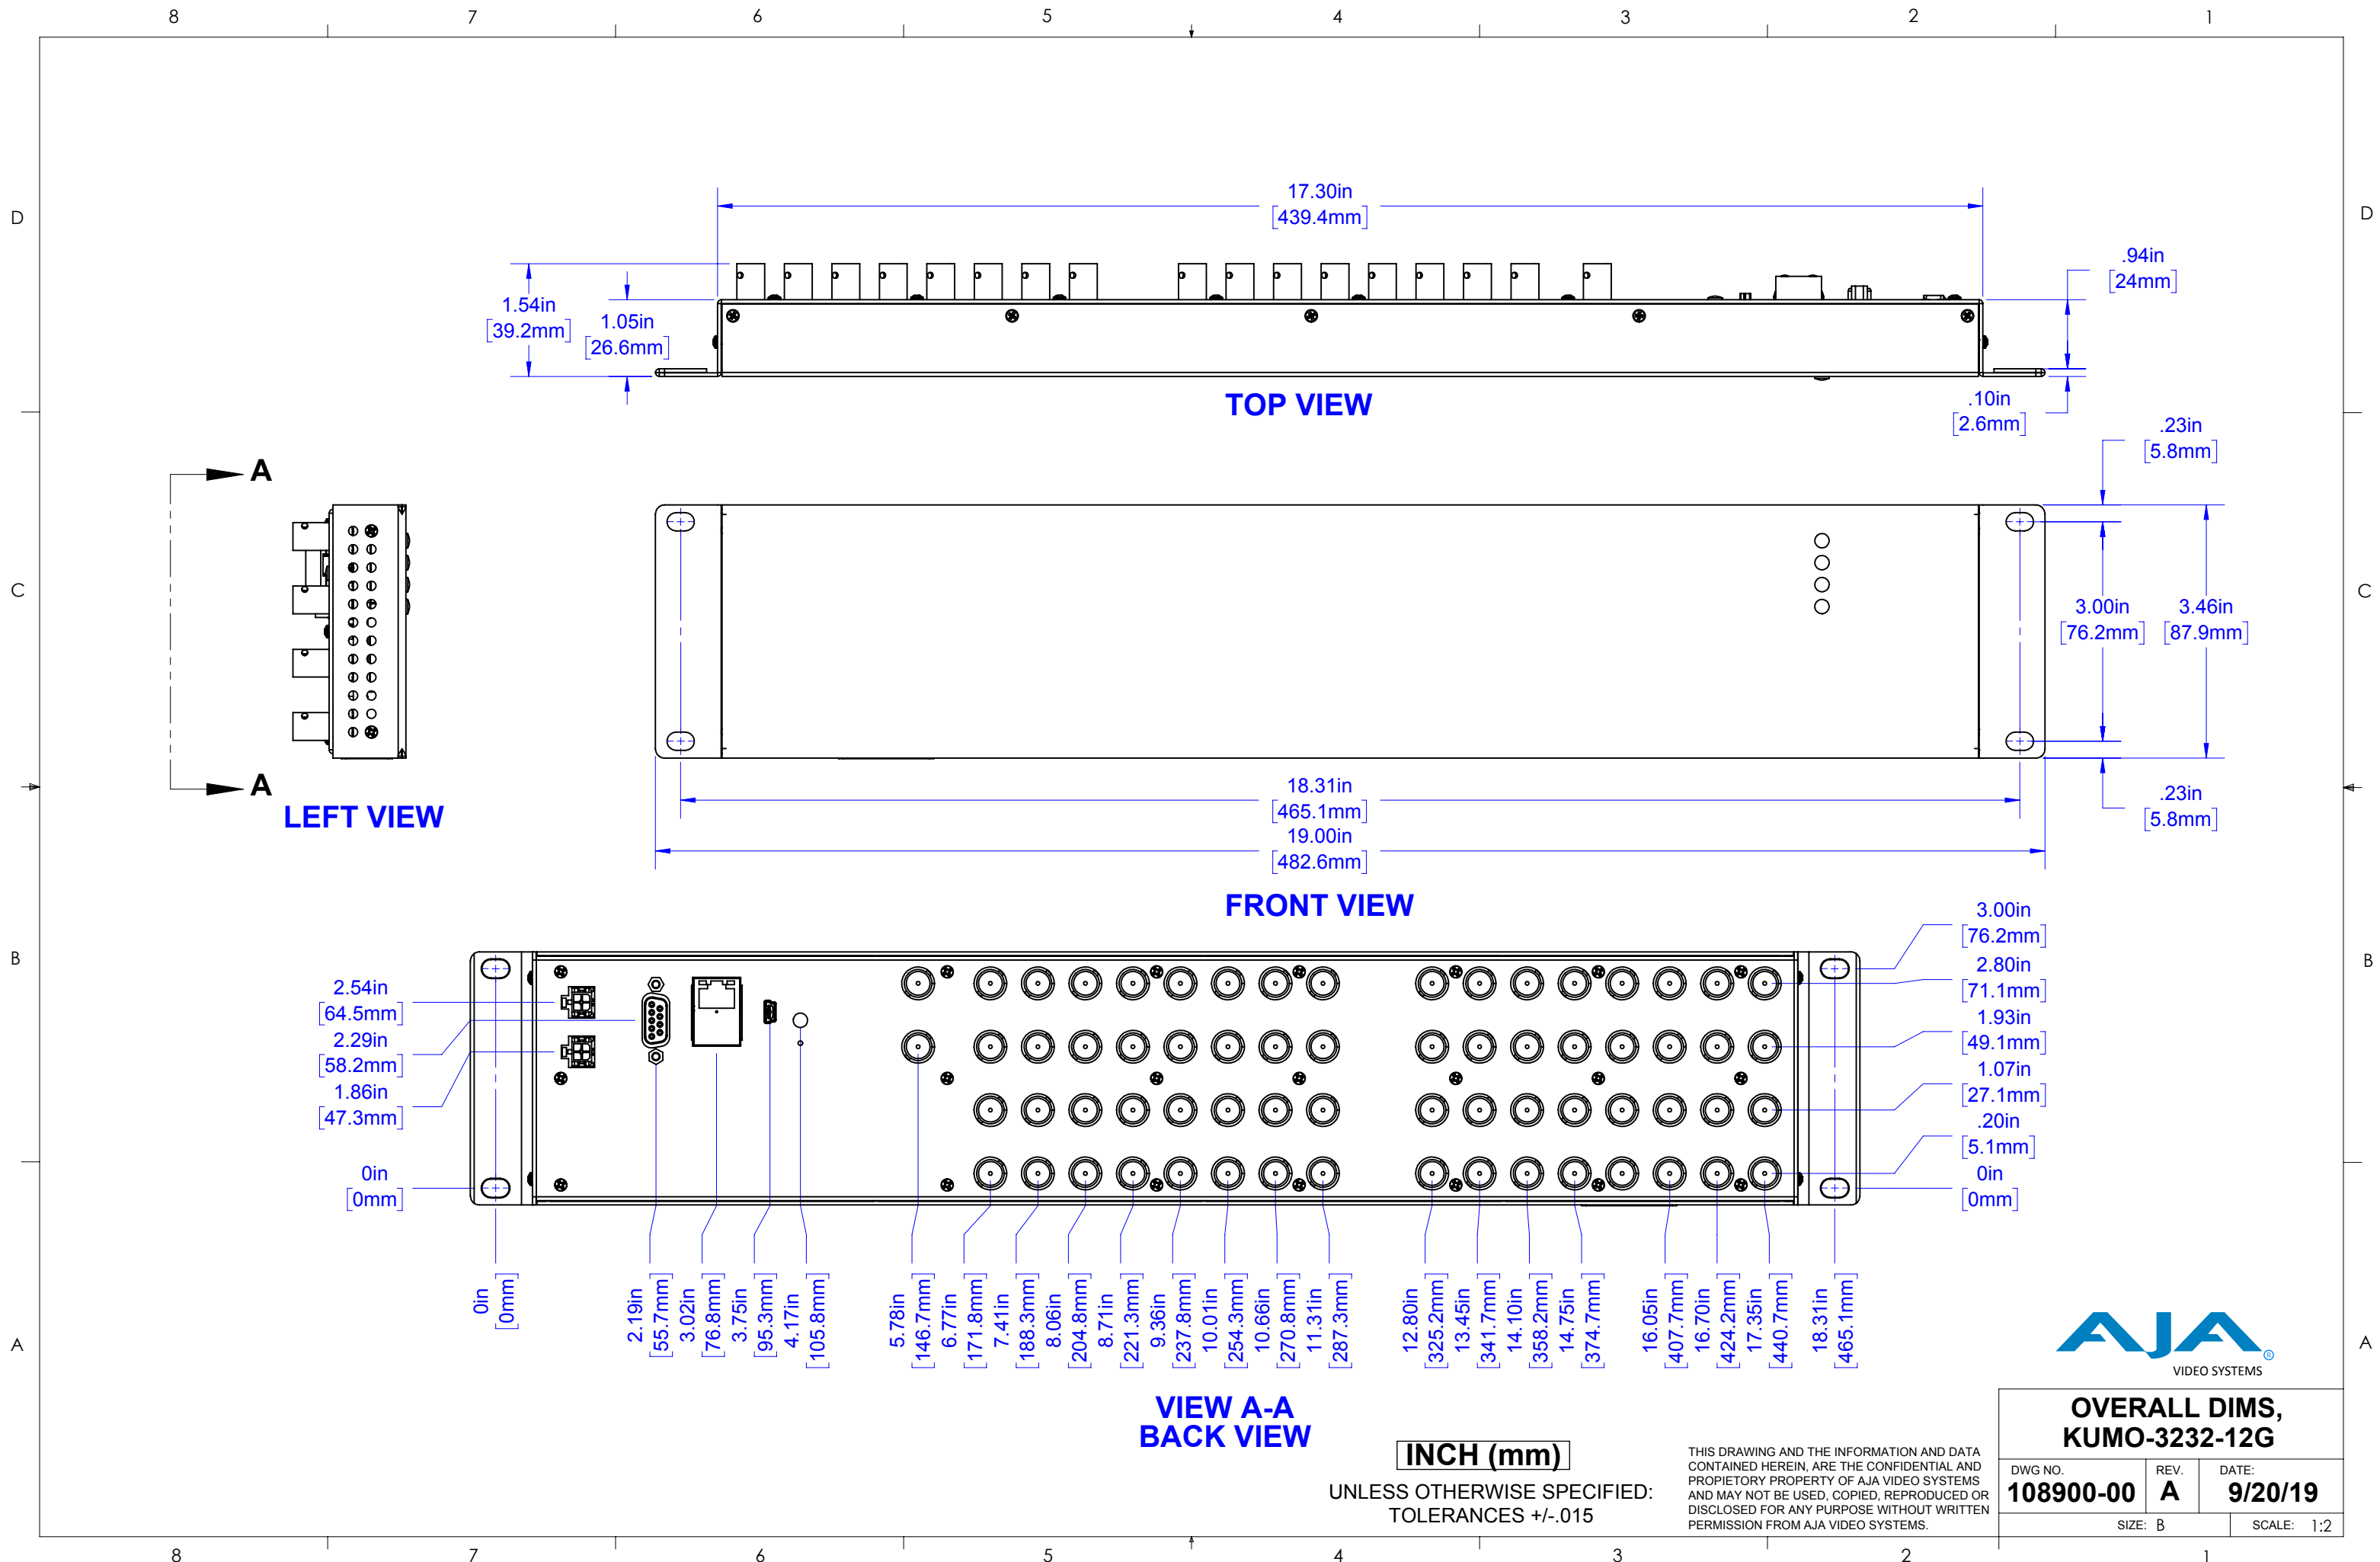 8 7 6 5 4 3 2 1
D D
17.30in
[439.4mm]
1.54in
[39.2mm]
1.05in
[26.6mm]
.94in
[24mm]
.10in
[2.6mm]
TOP VIEW
A
A
LEFT VIEW
C C
.23in
[5.8mm]
3.00in
[76.2mm]
3.46in
[87.9mm]
.23in
[5.8mm]
18.31in
[465.1mm]
19.00in
[482.6mm]
FRONT VIEW
B B
2.54in
[64.5mm]
2.29in
[58.2mm]
1.86in
[47.3mm]
0in
[0mm]
3.00in
[76.2mm]
2.80in
[71.1mm]
1.93in
[49.1mm]
1.07in
[27.1mm]
.20in
[5.1mm]
0in
[0mm]
0in
[0mm]
2.19in
[55.7mm]
3.02in
[76.8mm]
3.75in
[95.3mm]
4.17in
[105.8mm]
5.78in
[146.7mm]
6.77in
[171.8mm]
7.41in
[188.3mm]
8.06in
[204.8mm]
8.71in
[221.3mm]
9.36in
[237.8mm]
10.01in
[254.3mm]
10.66in
[270.8mm]
11.31in
[287.3mm]
12.80in
[325.2mm]
13.45in
[341.7mm]
14.10in
[358.2mm]
14.75in
[374.7mm]
16.05in
[407.7mm]
16.70in
[424.2mm]
17.35in
[440.7mm]
18.31in
[465.1mm]
A A
VIEW A-A
BACK VIEW
INCH (mm)
UNLESS OTHERWISE SPECIFIED:
TOLERANCES +/-.015
THIS DRAWING AND THE INFORMATION AND DATA
CONTAINED HEREIN, ARE THE CONFIDENTIAL AND
PROPIETORY PROPERTY OF AJA VIDEO SYSTEMS
AND MAY NOT BE USED, COPIED, REPRODUCED OR
DISCLOSED FOR ANY PURPOSE WITHOUT WRITTEN
PERMISSION FROM AJA VIDEO SYSTEMS.
AJA®
VIDEO SYSTEMS
OVERALL DIMS,
KUMO-3232-12G
DWG NO. REV. DATE:
108900-00 A 9/20/19
SIZE: B SCALE: 1:2
8 7 6 5 4 3 2 1